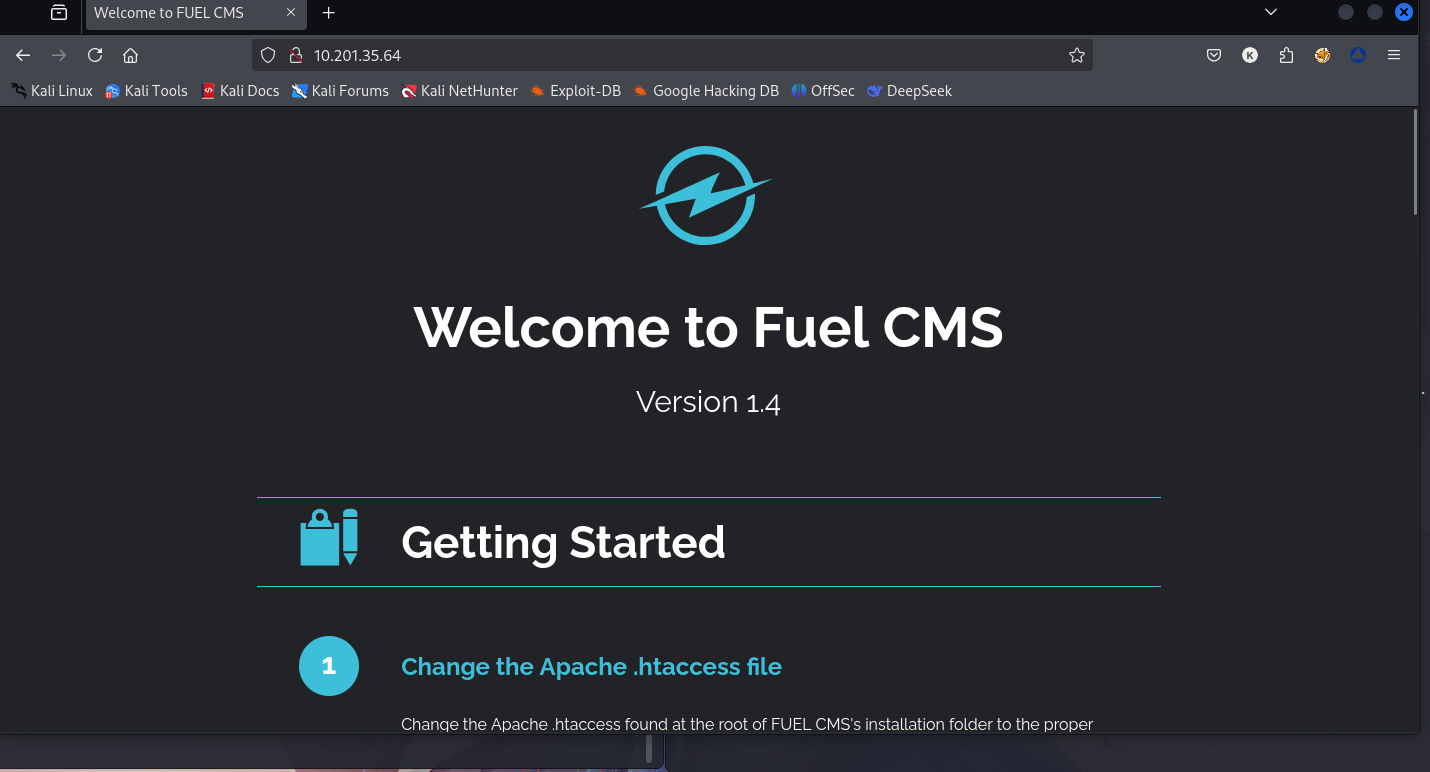 Welcome to FUEL CMS
10.201.35.64
Kali Linux Kali Tools Kali Docs Kali Forums Kali NetHunter Exploit-DB Google Hacking DB OffSec DeepSeek
Welcome to Fuel CMS
Version 1.4
Getting Started
1 Change the Apache .htaccess file
Change the Apache .htaccess found at the root of FUEL CMS's installation folder to the proper